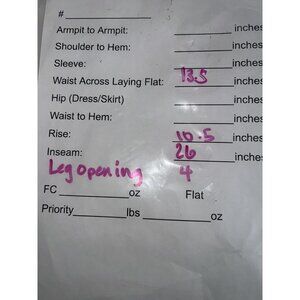 #
Armpit to Armpit: inches
Shoulder to Hem: inches
Sleeve: inches
Waist Across Laying Flat: 13.5 inches
Hip (Dress/Skirt) inches
Waist to Hem: inches
Rise: 10.5 inches
Inseam: 26 inches
Leg opening 4
FC oz Flat
Priority lbs oz